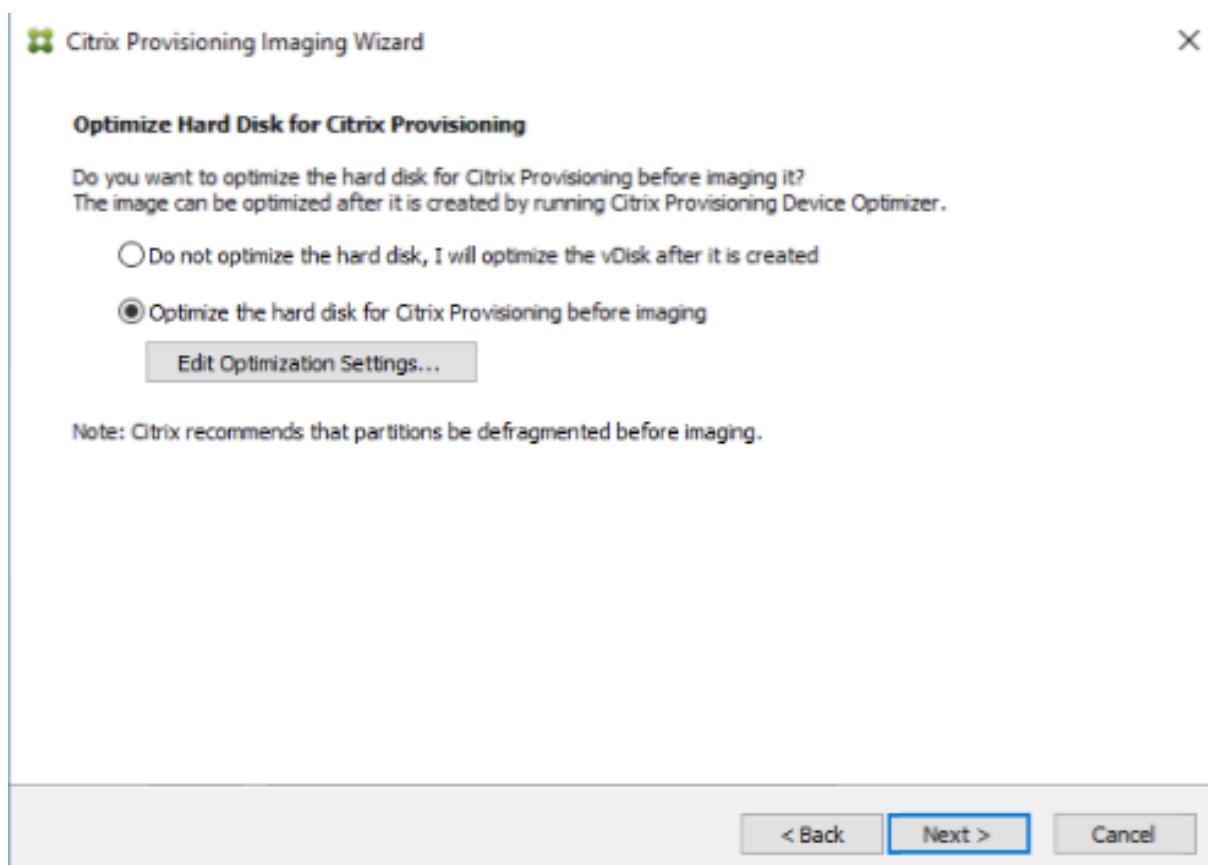 Citrix Provisioning Imaging Wizard
Optimize Hard Disk for Citrix Provisioning
Do you want to optimize the hard disk for Citrix Provisioning before imaging it?
The image can be optimized after it is created by running Citrix Provisioning Device Optimizer.
Do not optimize the hard disk, I will optimize the vDisk after it is created
Optimize the hard disk for Citrix Provisioning before imaging
Edit Optimization Settings...
Note: Citrix recommends that partitions be defragmented before imaging.
< Back Next > Cancel